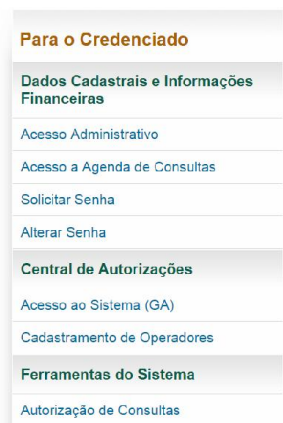 Para o Credenciado
Dados Cadastrais e Informações
Financeiras
Acesso Administrativo
Acesso a Agenda de Consultas
Solicitar Senha
Alterar Senha
Central de Autorizações
Acesso ao Sistema (GA)
Cadastramento de Operadores
Ferramentas do Sistema
Autorização de Consultas